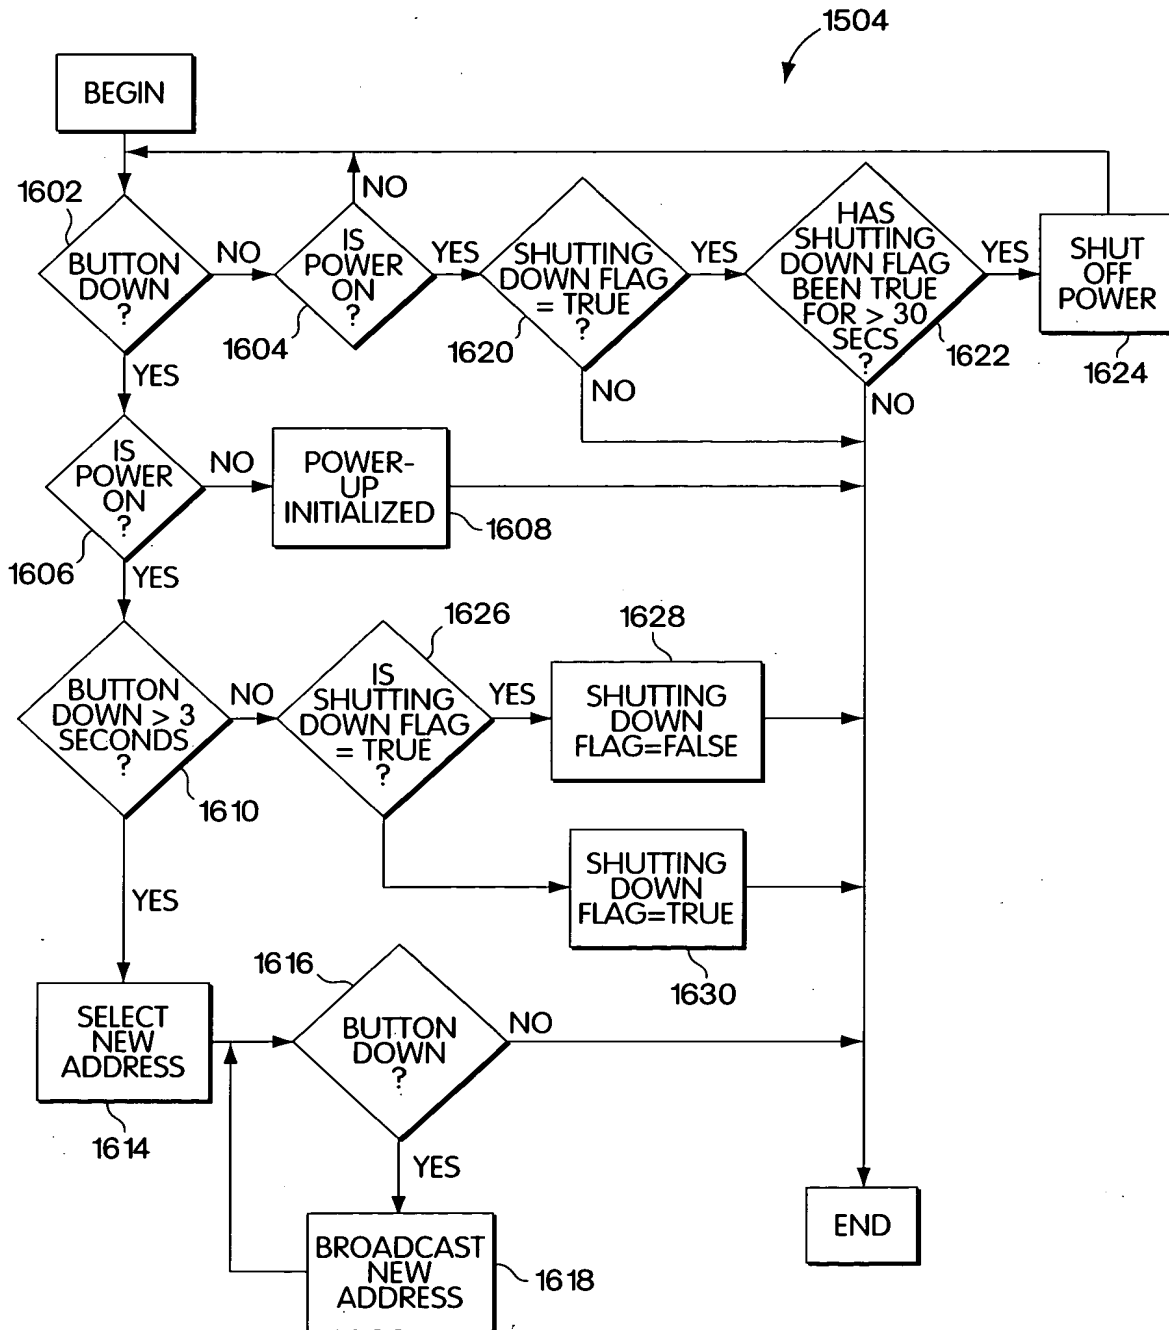 1504
BEGIN
1602
BUTTON
DOWN
?
NO
YES
IS
POWER
ON
?
1604
NO
YES
SHUTTING
DOWN FLAG
= TRUE
?
1620
YES
NO
HAS
SHUTTING
DOWN FLAG
BEEN TRUE
FOR > 30
SECS
?
1622
YES
NO
SHUT
OFF
POWER
1624
IS
POWER
ON
?
1606
NO
YES
POWER-
UP
INITIALIZED
1608
BUTTON
DOWN > 3
SECONDS
?
1610
NO
YES
1626
IS
SHUTTING
DOWN FLAG
= TRUE
?
YES
1628
SHUTTING
DOWN
FLAG=FALSE
SHUTTING
DOWN
FLAG=TRUE
1630
SELECT
NEW
ADDRESS
1614
1616
BUTTON
DOWN
?
NO
YES
BROADCAST
NEW
ADDRESS
1618
END